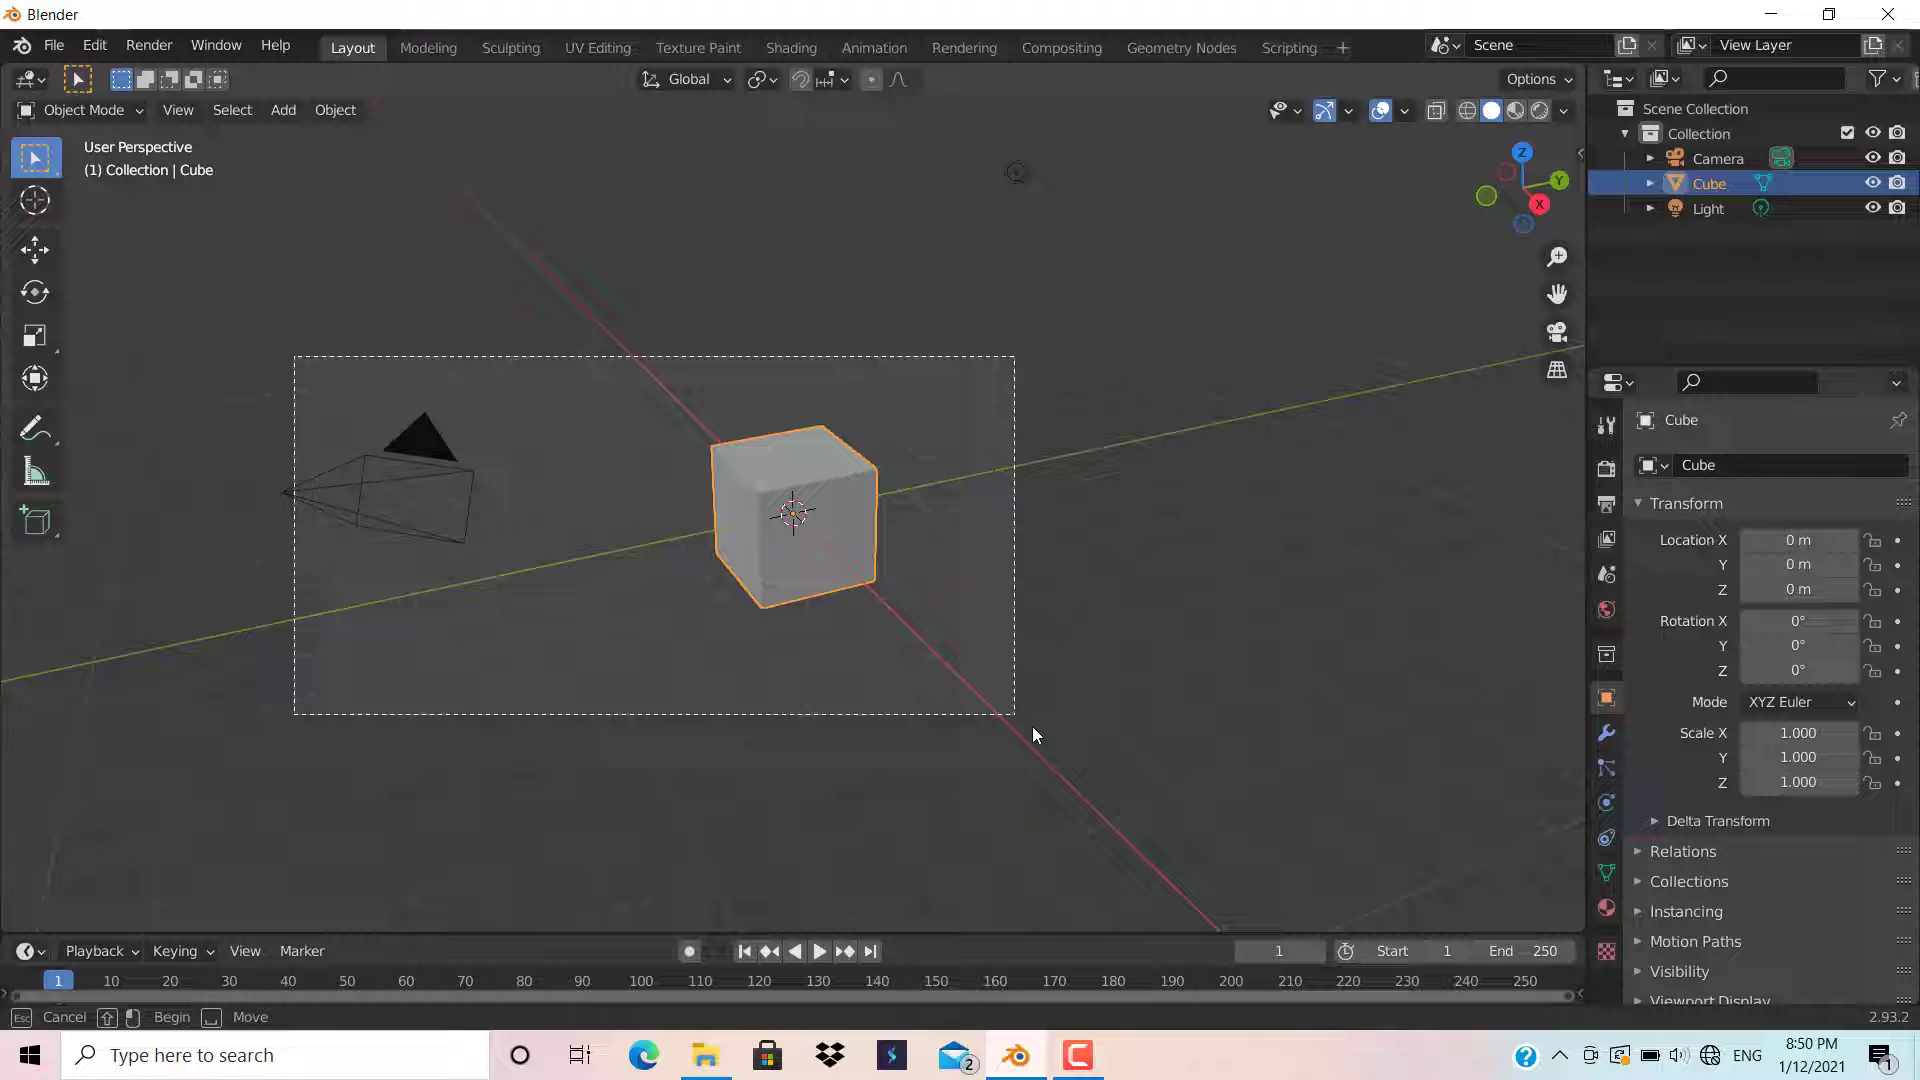 Blender
File Edit Render Window Help Layout Modeling Sculpting UV Editing Texture Paint Shading Animation Rendering Compositing Geometry Nodes Scripting + Scene View Layer
Global Options
Object Mode View Select Add Object
User Perspective
(1) Collection | Cube
Z
Y
X
Scene Collection
Collection
Camera
Cube
Light
Cube
Cube
Transform
Location X 0 m
Y 0 m
Z 0 m
Rotation X 0°
Y 0°
Z 0°
Mode XYZ Euler
Scale X 1.000
Y 1.000
Z 1.000
Delta Transform
Relations
Collections
Instancing
Motion Paths
Visibility
Viewport Display
Playback Keying View Marker 1 Start 1 End 250
1 10 20 30 40 50 60 70 80 90 100 110 120 130 140 150 160 170 180 190 200 210 220 230 240 250
Esc Cancel Begin Move 2.93.2
Type here to search 2 ENG 8:50 PM
1/12/2021 1